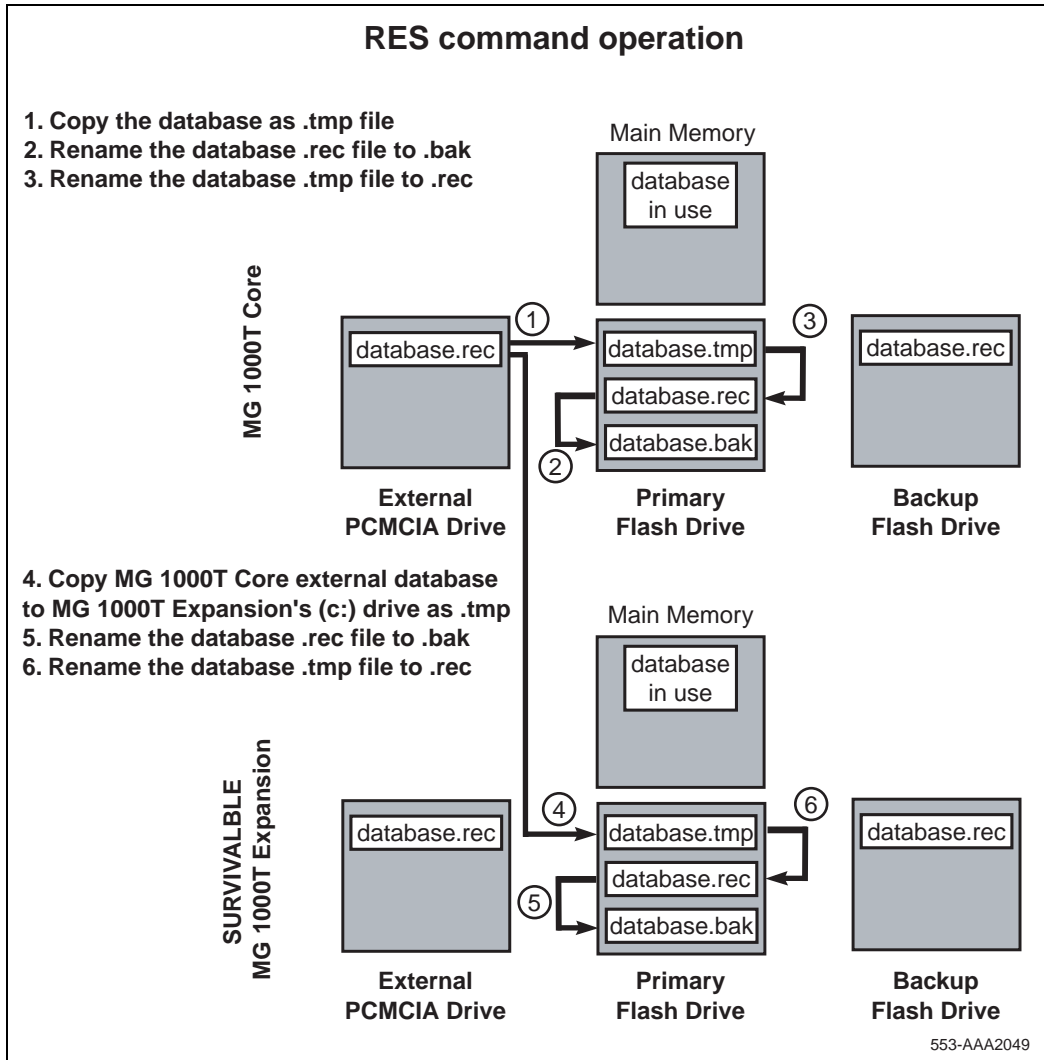 RES command operation
1. Copy the database as .tmp file
2. Rename the database .rec file to .bak
3. Rename the database .tmp file to .rec
Main Memory
database
in use
MG 1000T Core
1
3
database.rec
database.tmp
database.rec
database.rec
database.bak
2
External
PCMCIA Drive
Primary
Flash Drive
Backup
Flash Drive
4. Copy MG 1000T Core external database
to MG 1000T Expansion's (c:) drive as .tmp
5. Rename the database .rec file to .bak
6. Rename the database .tmp file to .rec
Main Memory
database
in use
SURVIVALBLE
MG 1000T Expansion
4
6
database.rec
database.tmp
database.rec
database.rec
5
database.bak
External
PCMCIA Drive
Primary
Flash Drive
Backup
Flash Drive
553-AAA2049